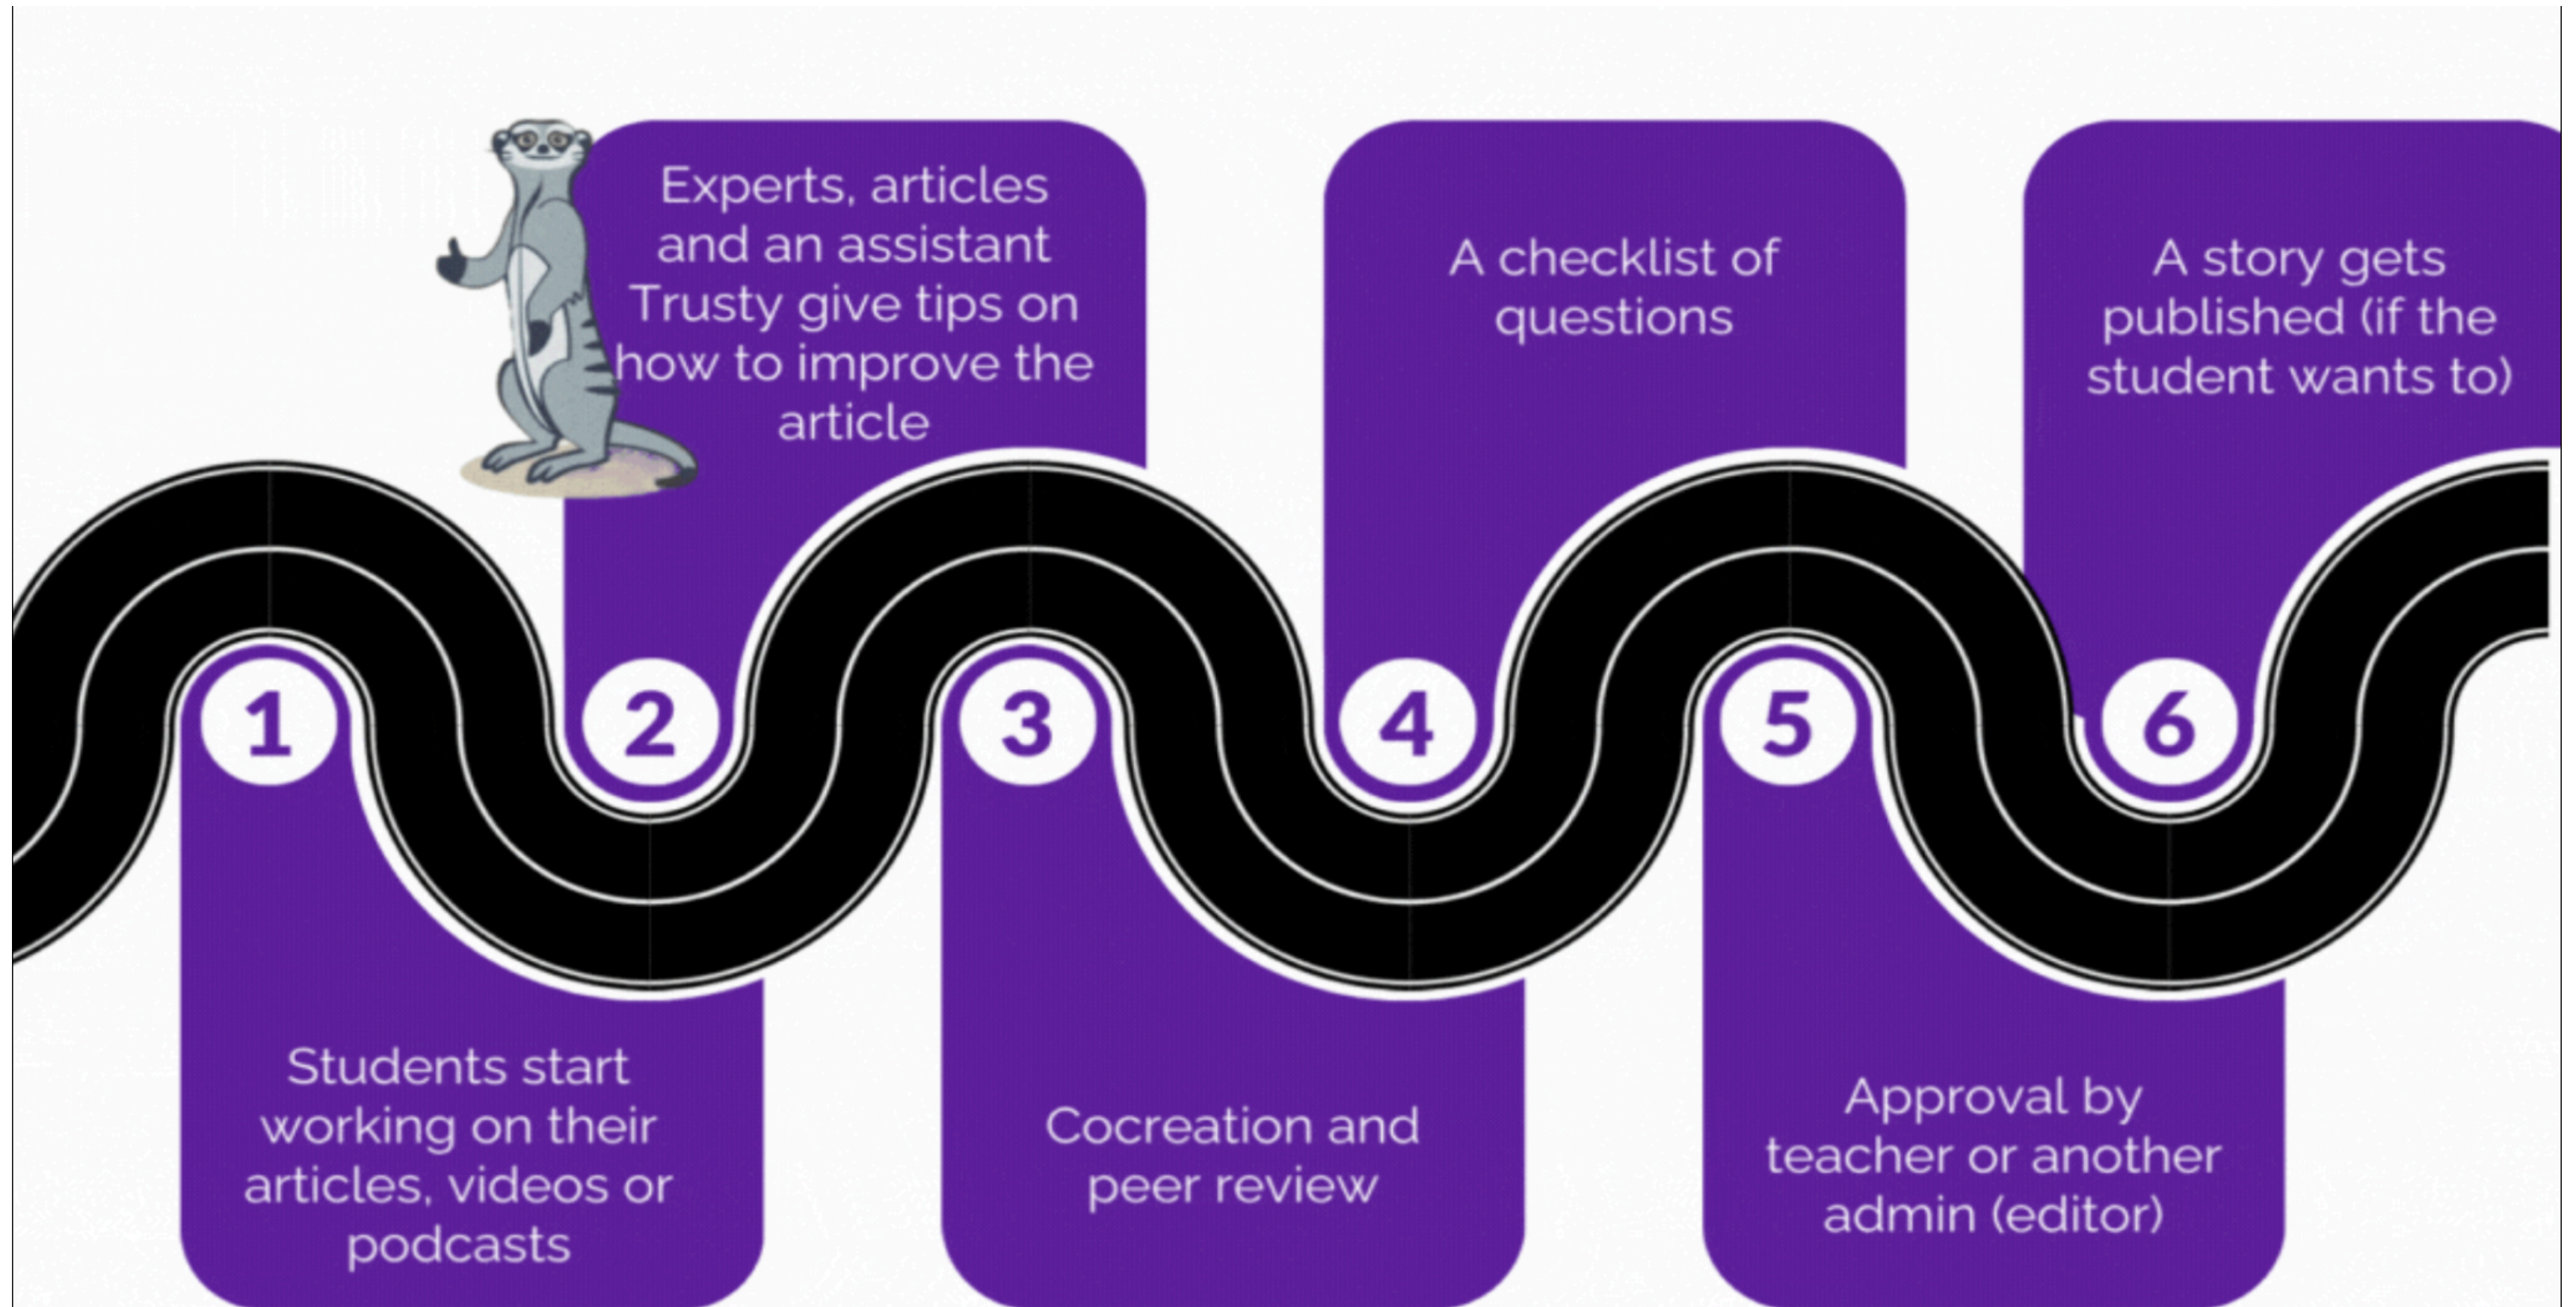 1
Students start
working on their
articles, videos or
podcasts
2
Experts, articles
and an assistant
Trusty give tips on
how to improve the
article
3
Cocreation and
peer review
4
A checklist of
questions
5
Approval by
teacher or another
admin (editor)
6
A story gets
published (if the
student wants to)